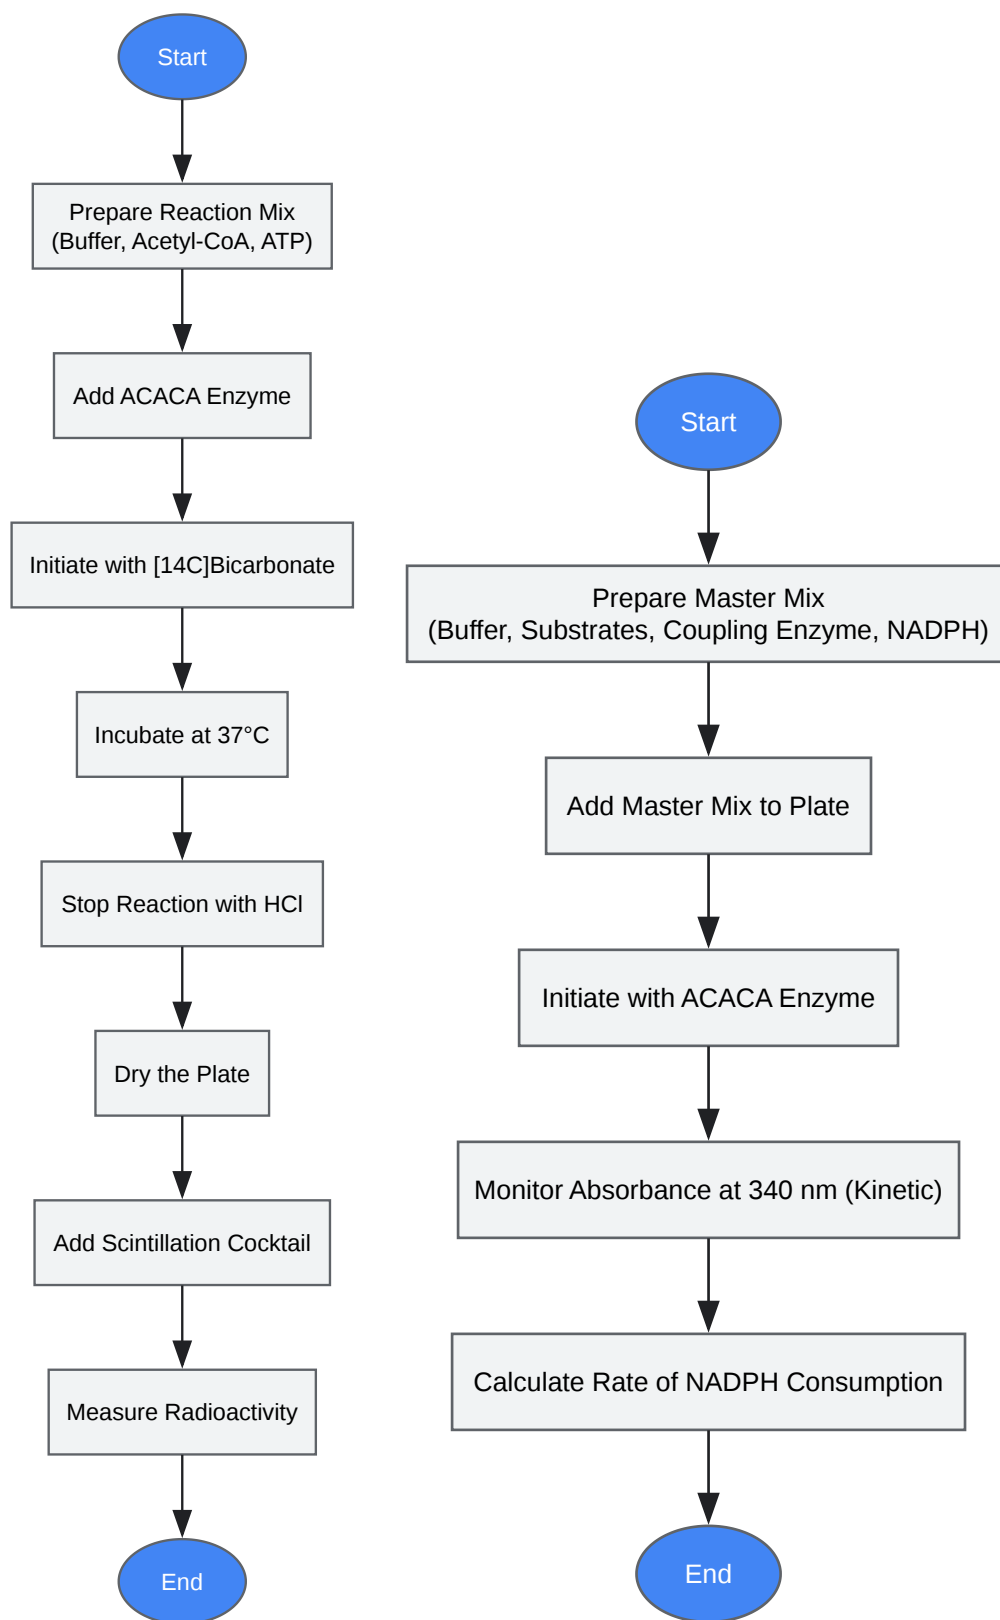 Start
Prepare Reaction Mix
(Buffer, Acetyl-CoA, ATP)
Add ACACA Enzyme
Initiate with [14C]Bicarbonate
Incubate at 37°C
Stop Reaction with HCl
Dry the Plate
Add Scintillation Cocktail
Measure Radioactivity
End
Start
Prepare Master Mix
(Buffer, Substrates, Coupling Enzyme, NADPH)
Add Master Mix to Plate
Initiate with ACACA Enzyme
Monitor Absorbance at 340 nm (Kinetic)
Calculate Rate of NADPH Consumption
End